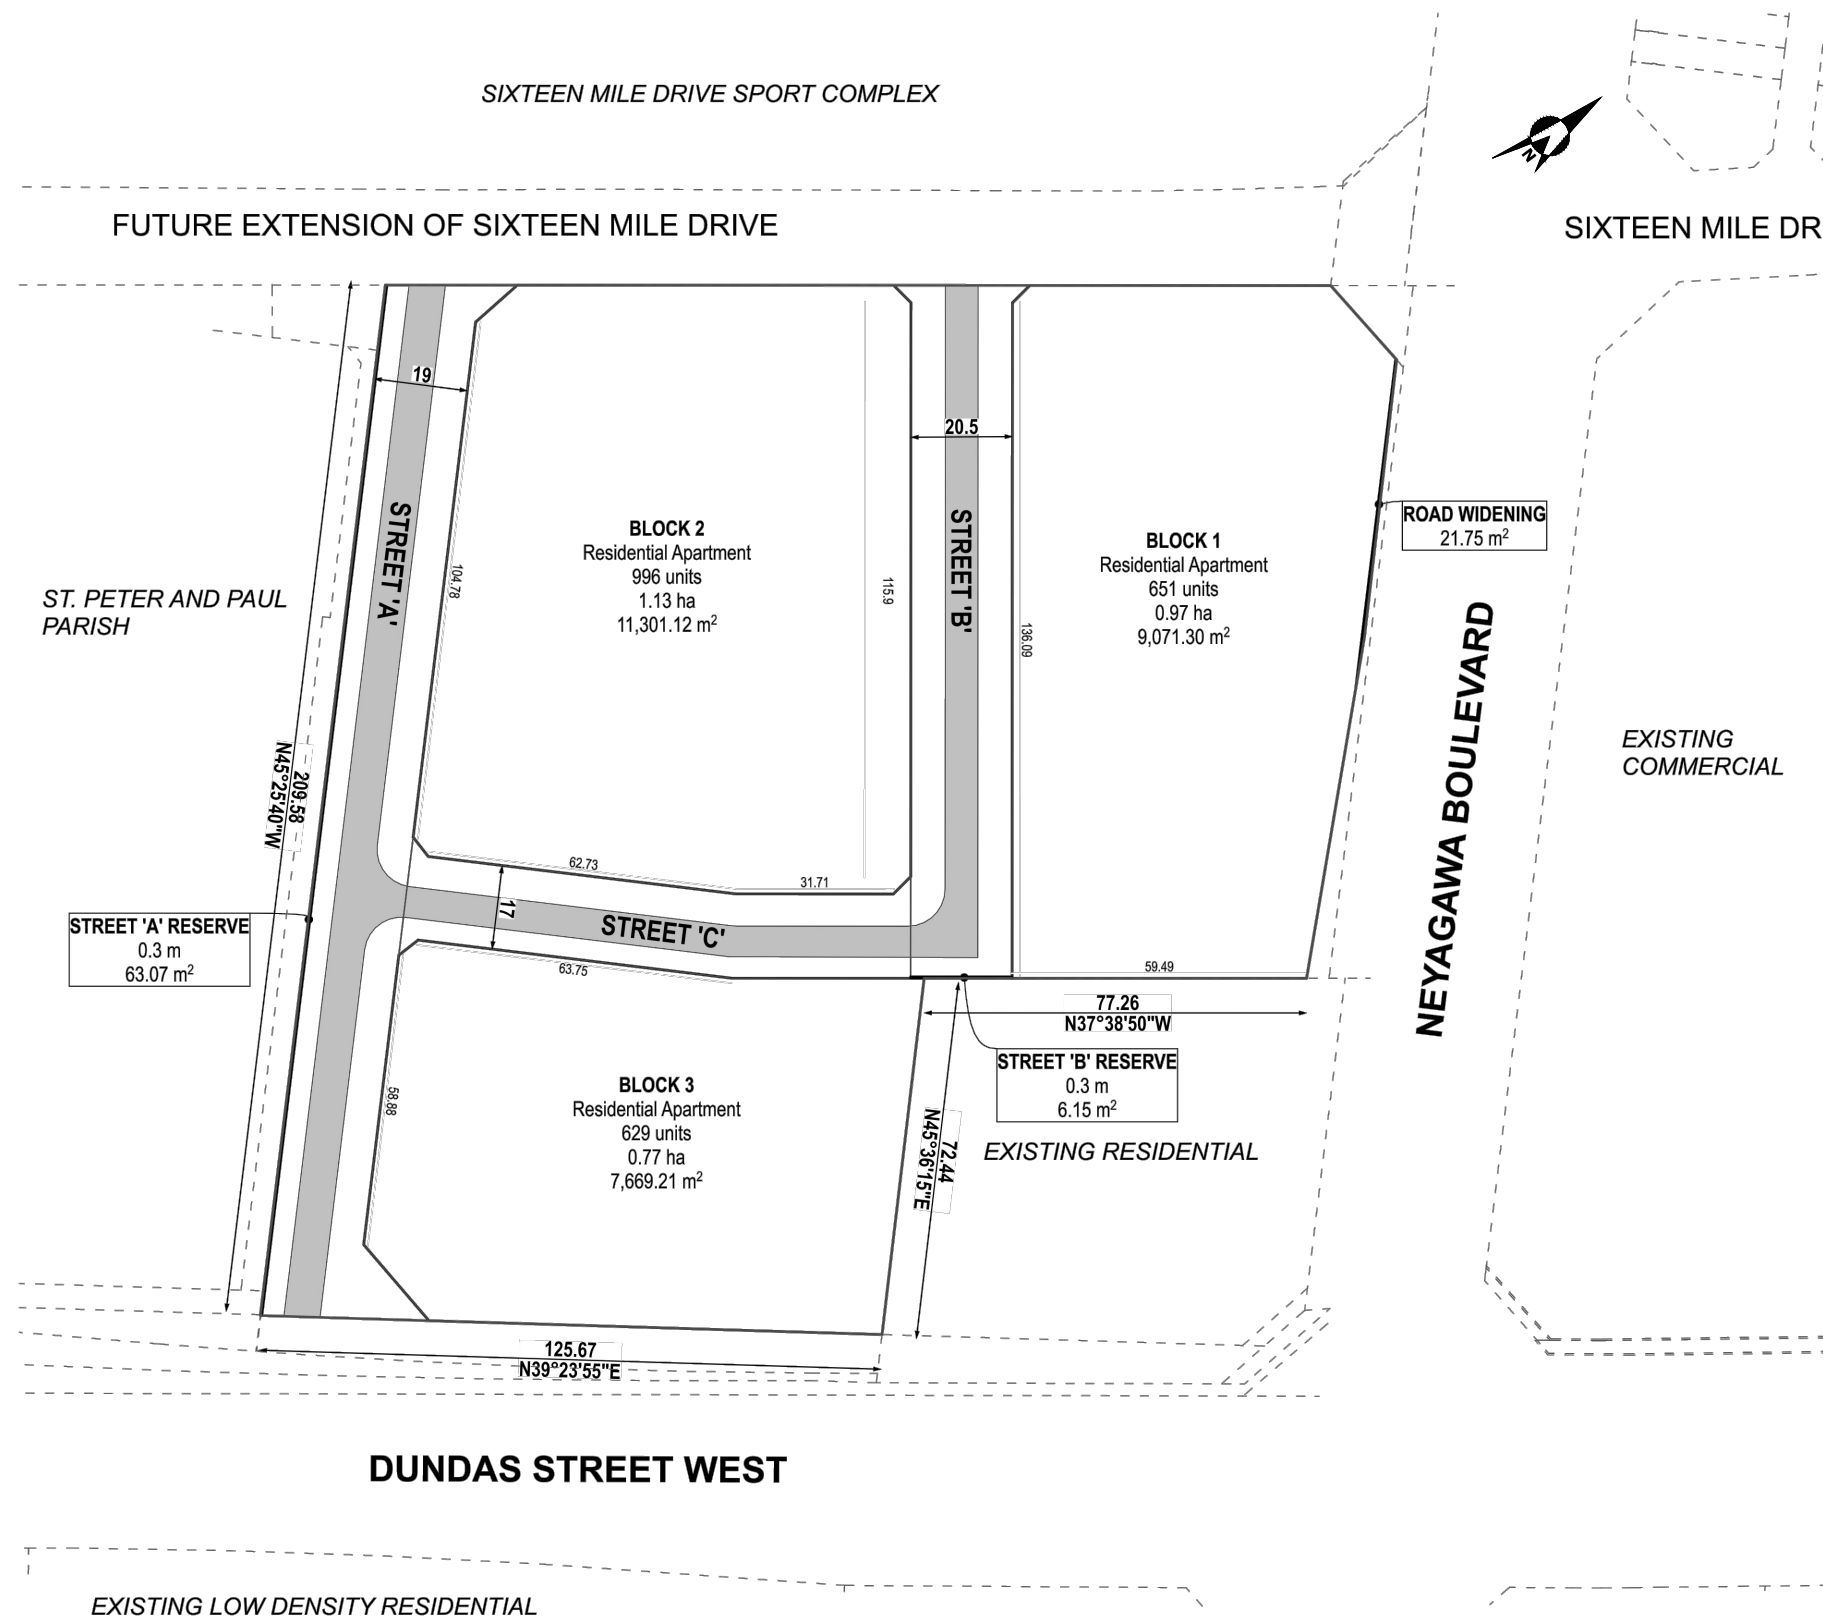 SIXTEEN MILE DRIVE SPORT COMPLEX
N
FUTURE EXTENSION OF SIXTEEN MILE DRIVE
SIXTEEN MILE DR
19
20.5
STREET 'A'
STREET 'B'
104.78
115.9
136.09
BLOCK 2
Residential Apartment
996 units
1.13 ha
11,301.12 m²
BLOCK 1
Residential Apartment
651 units
0.97 ha
9,071.30 m²
ROAD WIDENING
21.75 m²
ST. PETER AND PAUL
PARISH
NEYAGAWA BOULEVARD
EXISTING
COMMERCIAL
209.58
N45°25'40"W
62.73
31.71
17
STREET 'C'
STREET 'A' RESERVE
0.3 m
63.07 m²
63.75
59.49
77.26
N37°38'50"W
STREET 'B' RESERVE
0.3 m
6.15 m²
BLOCK 3
Residential Apartment
629 units
0.77 ha
7,669.21 m²
58.88
72.44
N45°36'15"E
EXISTING RESIDENTIAL
125.67
N39°23'55"E
DUNDAS STREET WEST
EXISTING LOW DENSITY RESIDENTIAL